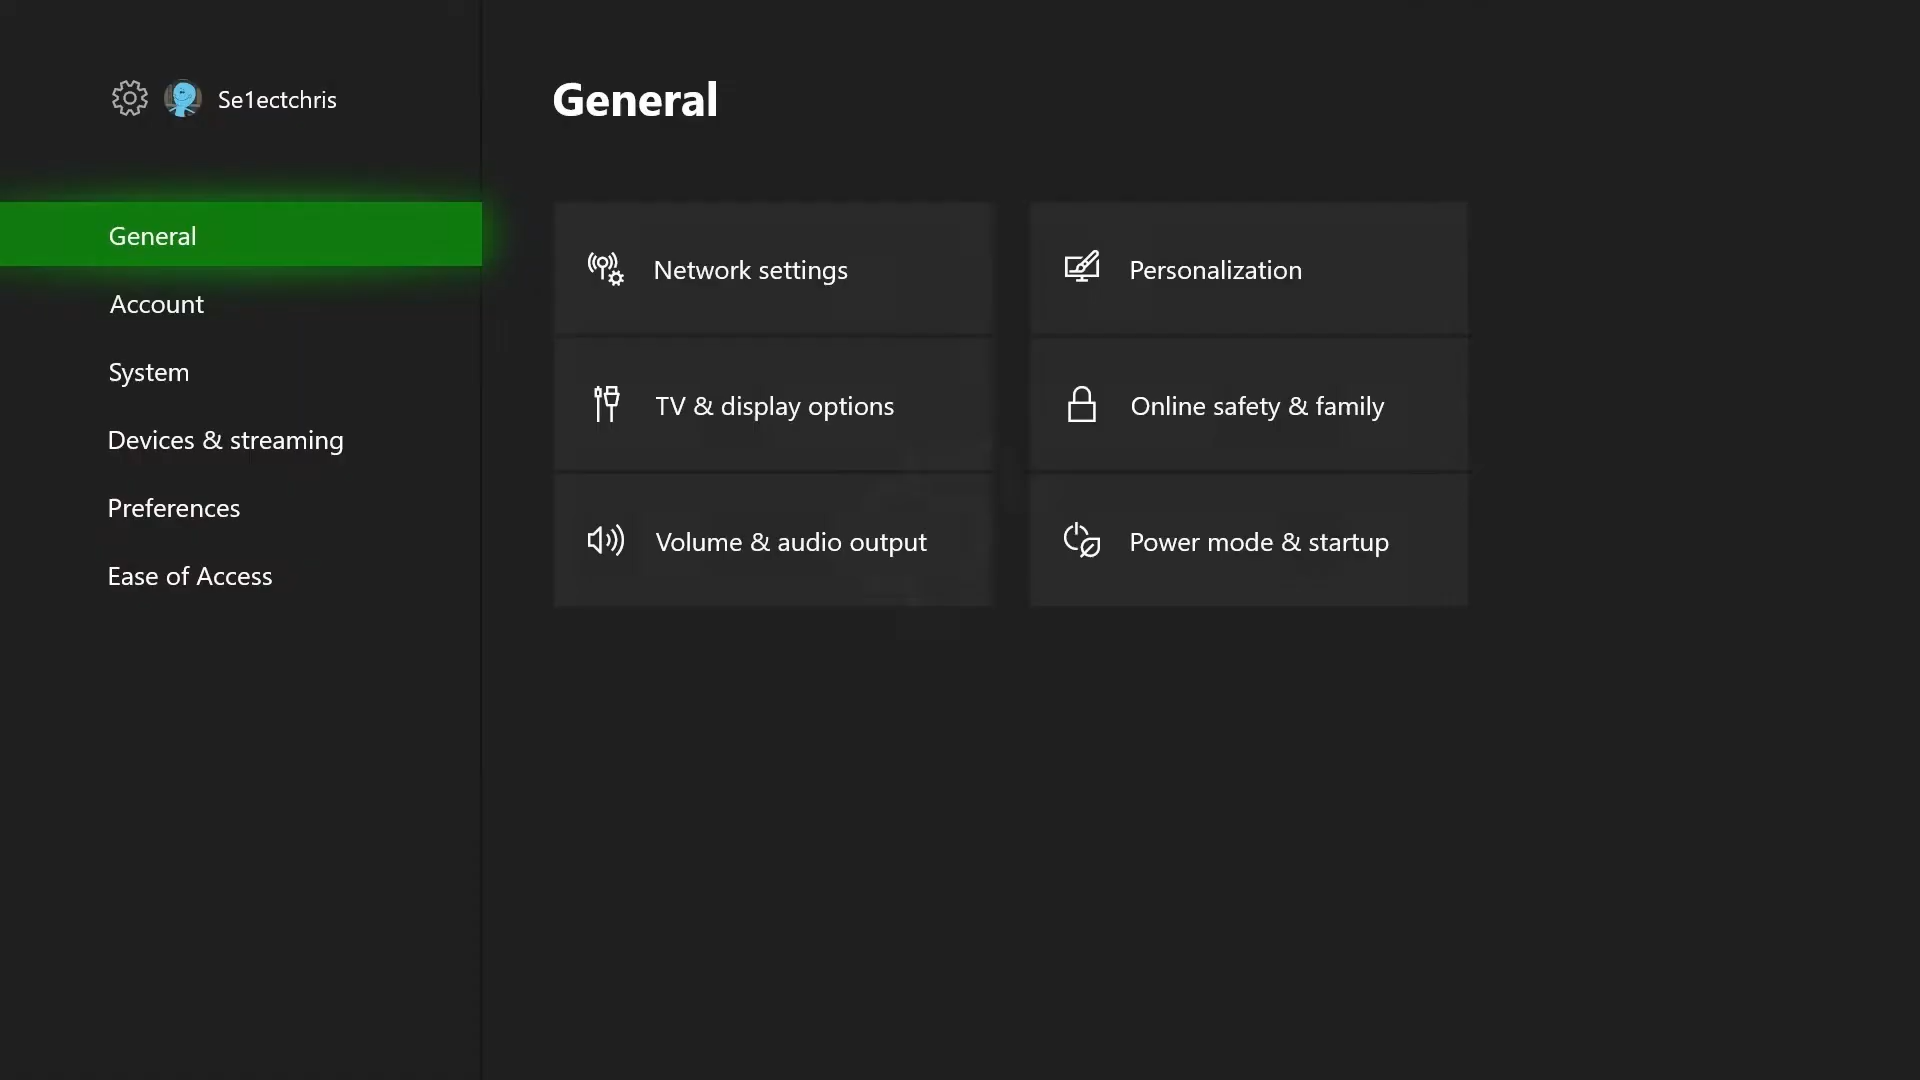 Se1ectchris
General
Account
System
Devices & streaming
Preferences
Ease of Access
General
Network settings
Personalization
TV & display options
Online safety & family
Volume & audio output
Power mode & startup